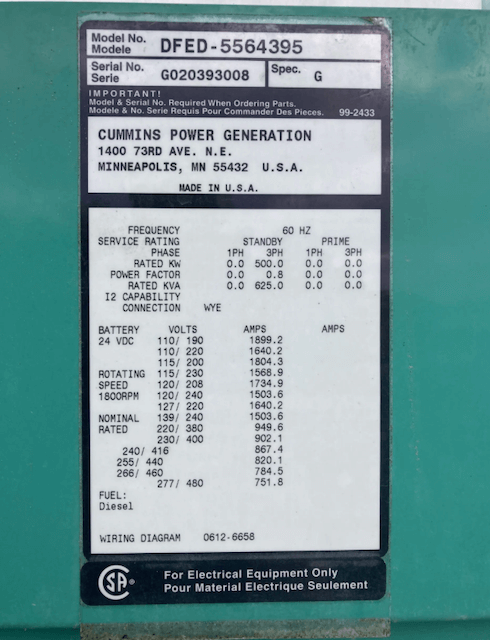 Model No. DFED-5564395
Modele
Serial No. G020393008 Spec. G
Serie
IMPORTANT!
Model & Serial No. Required When Ordering Parts.
Modele & No. Serie Requis Pour Commander Des Pieces. 99-2433
CUMMINS POWER GENERATION
1400 73RD AVE. N.E.
MINNEAPOLIS, MN 55432 U.S.A.
MADE IN U.S.A.
FREQUENCY 60 HZ
SERVICE RATING STANDBY PRIME
PHASE 1PH 3PH 1PH 3PH
RATED KW 0.0 500.0 0.0 0.0
POWER FACTOR 0.0 0.8 0.0 0.0
RATED KVA 0.0 625.0 0.0 0.0
I2 CAPABILITY
CONNECTION WYE
BATTERY VOLTS AMPS AMPS
24 VDC 110/ 190 1899.2
110/ 220 1640.2
115/ 200 1804.3
ROTATING 115/ 230 1568.9
SPEED 120/ 208 1734.9
1800RPM 120/ 240 1503.6
127/ 220 1640.2
NOMINAL 139/ 240 1503.6
RATED 220/ 380 949.6
230/ 400 902.1
240/ 416 867.4
255/ 440 820.1
266/ 460 784.5
277/ 480 751.8
FUEL:
Diesel
WIRING DIAGRAM 0612-6658
SA For Electrical Equipment Only
Pour Material Electrique Seulement